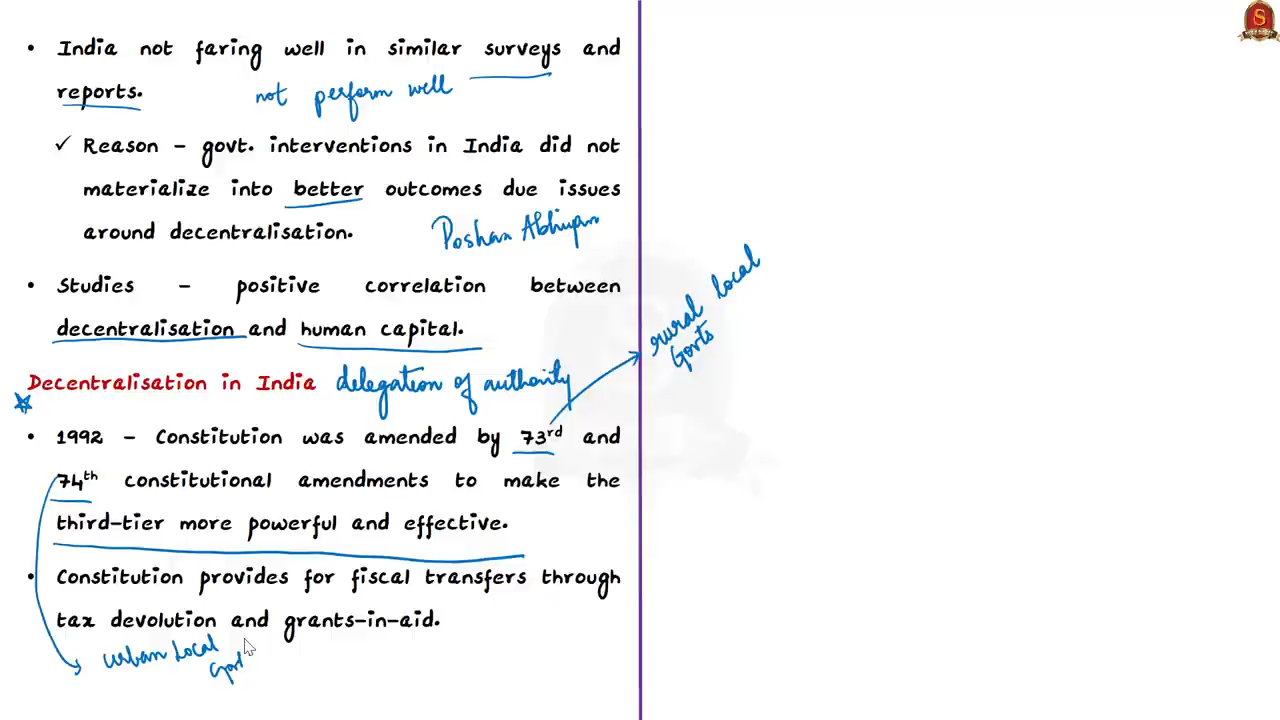 • India not faring well in similar surveys and
reports.
not perform well
✓ Reason – govt. interventions in India did not
materialize into better outcomes due issues
around decentralisation.
Poshan Abhiyan
• Studies – positive correlation between
decentralisation and human capital.
rural local
Govts
Decentralisation in India delegation of authority
• 1992 – Constitution was amended by 73rd and
74th constitutional amendments to make the
third-tier more powerful and effective.
• Constitution provides for fiscal transfers through
tax devolution and grants-in-aid.
urban Local
Govt
S